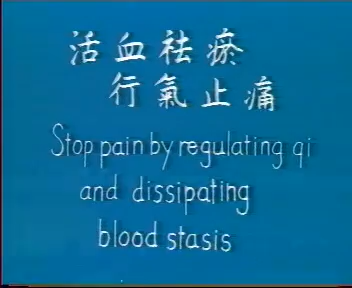 活血祛瘀
行氣止痛
Stop pain by regulating qi
and dissipating
blood stasis